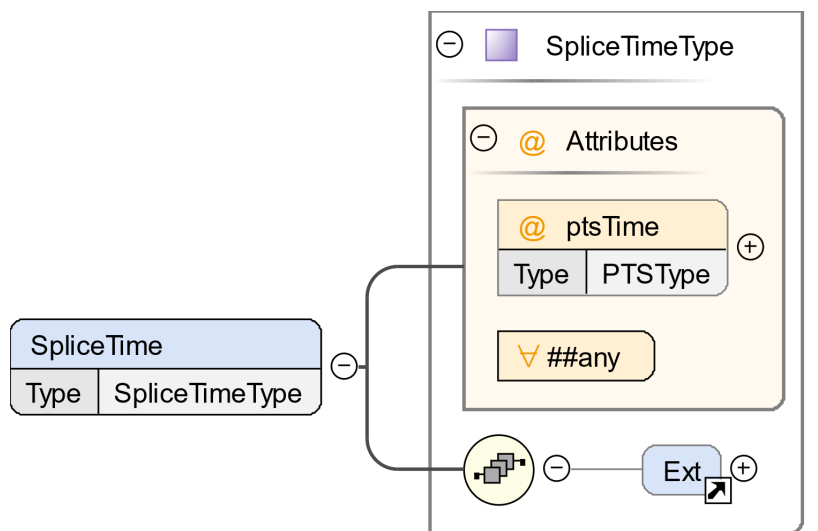 SpliceTimeType
@ Attributes
@ ptsTime
Type PTSType
∀ ##any
SpliceTime
Type SpliceTimeType
Ext